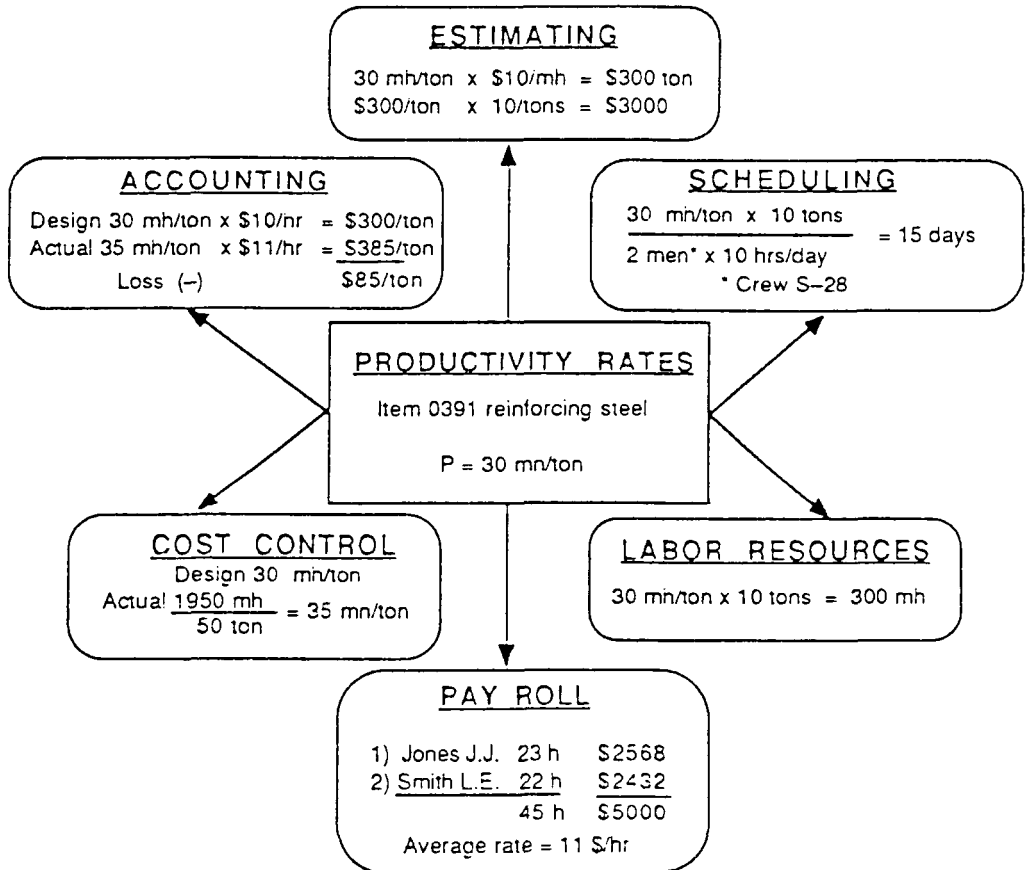 ESTIMATING
30 mh/ton x $10/mh = $300 ton
$300/ton x 10/tons = $3000
ACCOUNTING
Design 30 mh/ton x $10/hr = $300/ton
Actual 35 mh/ton x $11/hr = $385/ton
Loss (–) $85/ton
SCHEDULING
30 mh/ton x 10 tons
2 men* x 10 hrs/day
= 15 days
* Crew S–28
PRODUCTIVITY RATES
Item 0391 reinforcing steel
P = 30 mn/ton
COST CONTROL
Design 30 mh/ton
Actual 1950 mh
50 ton
= 35 mn/ton
LABOR RESOURCES
30 mh/ton x 10 tons = 300 mh
PAY ROLL
1) Jones J.J. 23 h $2568
2) Smith L.E. 22 h $2432
45 h $5000
Average rate = 11 $/hr